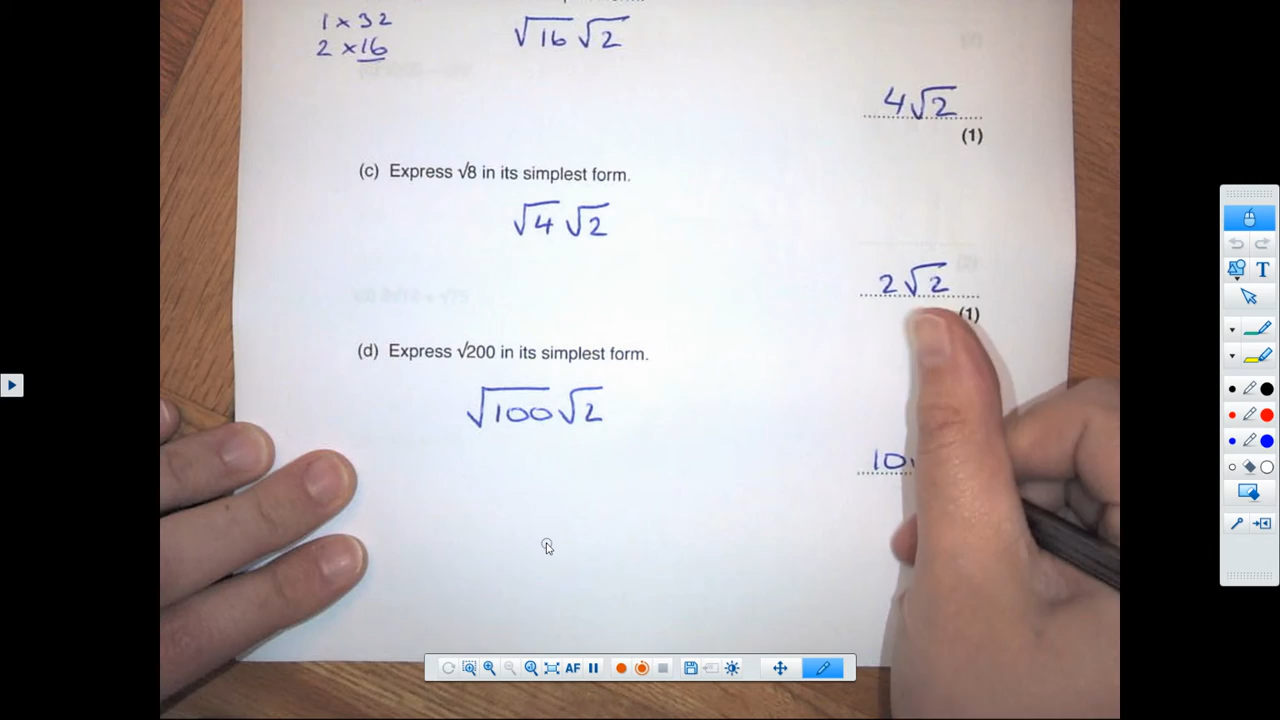 1 x 32
2 x 16
√16 √2
4√2
(1)
(c) Express √8 in its simplest form.
√4 √2
2√2
(1)
(d) Express √200 in its simplest form.
√100 √2
10
T
AF